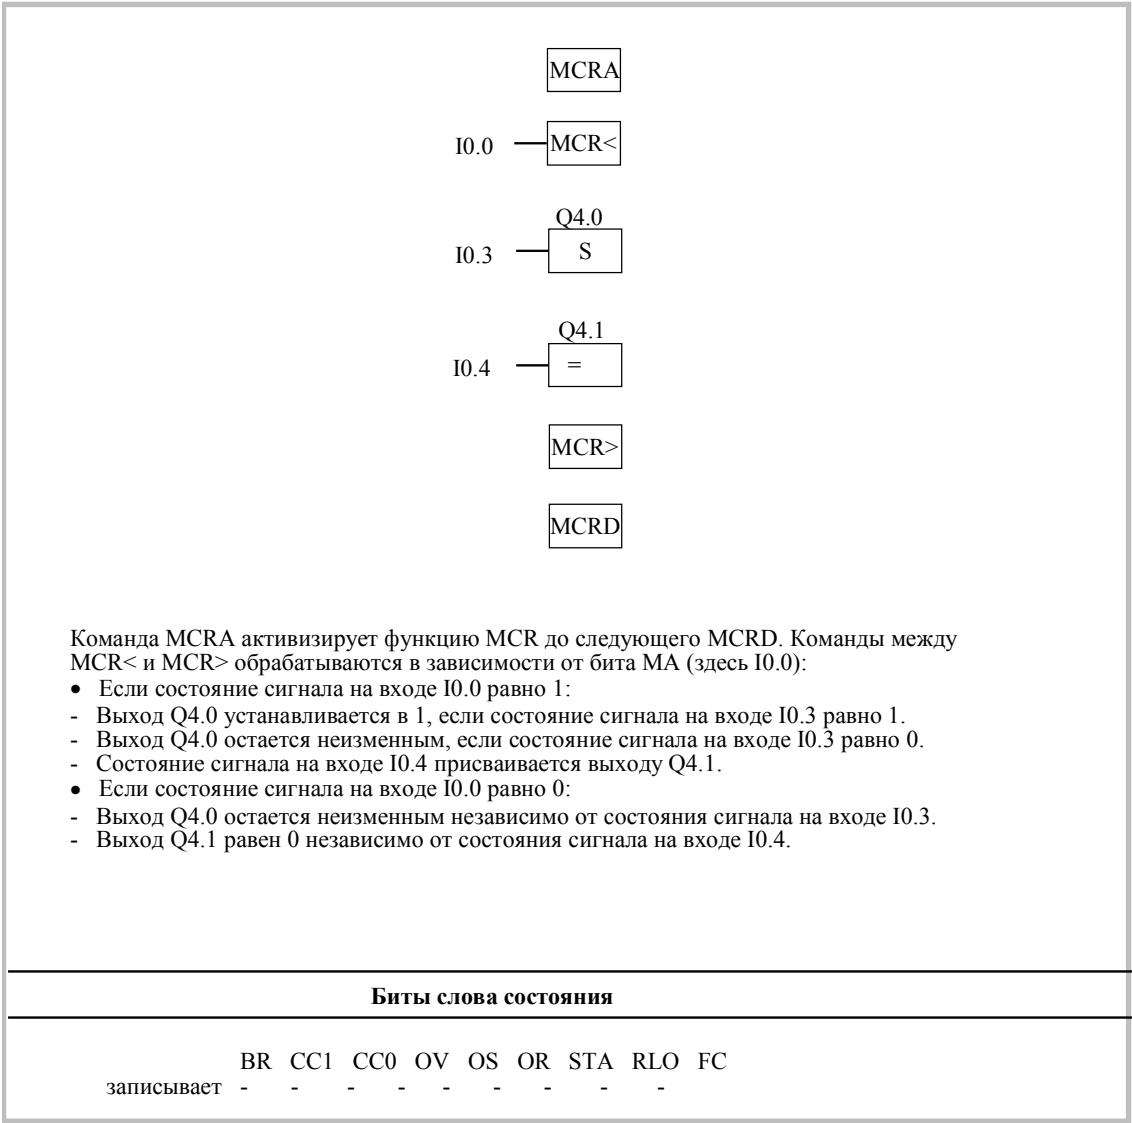 MCRA
I0.0 MCR<
Q4.0
I0.3 S
Q4.1
I0.4 =
MCR>
MCRD
Команда MCRA активизирует функцию MCR до следующего MCRD. Команды между
MCR< и MCR> обрабатываются в зависимости от бита MA (здесь I0.0):
• Если состояние сигнала на входе I0.0 равно 1:
- Выход Q4.0 устанавливается в 1, если состояние сигнала на входе I0.3 равно 1.
- Выход Q4.0 остается неизменным, если состояние сигнала на входе I0.3 равно 0.
- Состояние сигнала на входе I0.4 присваивается выходу Q4.1.
• Если состояние сигнала на входе I0.0 равно 0:
- Выход Q4.0 остается неизменным независимо от состояния сигнала на входе I0.3.
- Выход Q4.1 равен 0 независимо от состояния сигнала на входе I0.4.
Биты слова состояния
BR CC1 CC0 OV OS OR STA RLO FC
записывает - - - - - - - - -